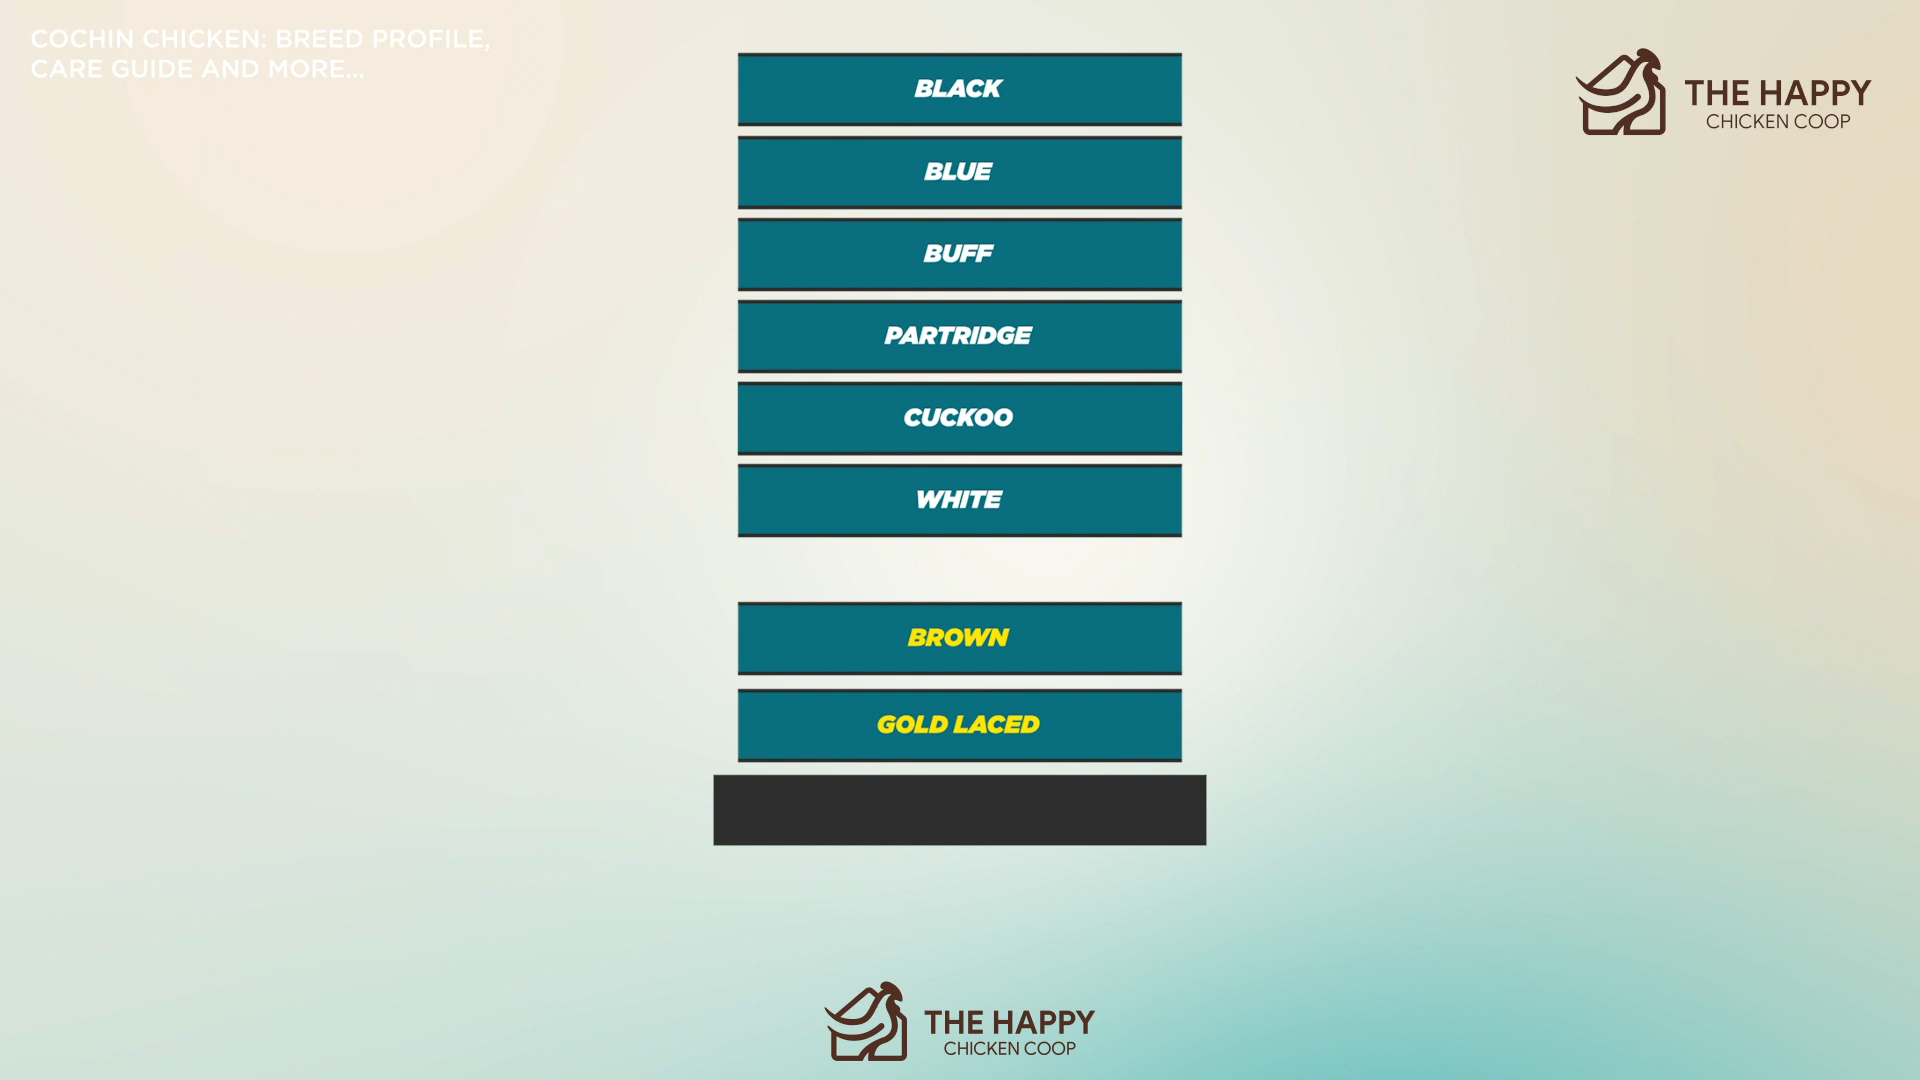 COCHIN CHICKEN: BREED PROFILE,
CARE GUIDE AND MORE...
THE HAPPY
CHICKEN COOP
BLACK
BLUE
BUFF
PARTRIDGE
CUCKOO
WHITE
BROWN
GOLD LACED
THE HAPPY
CHICKEN COOP